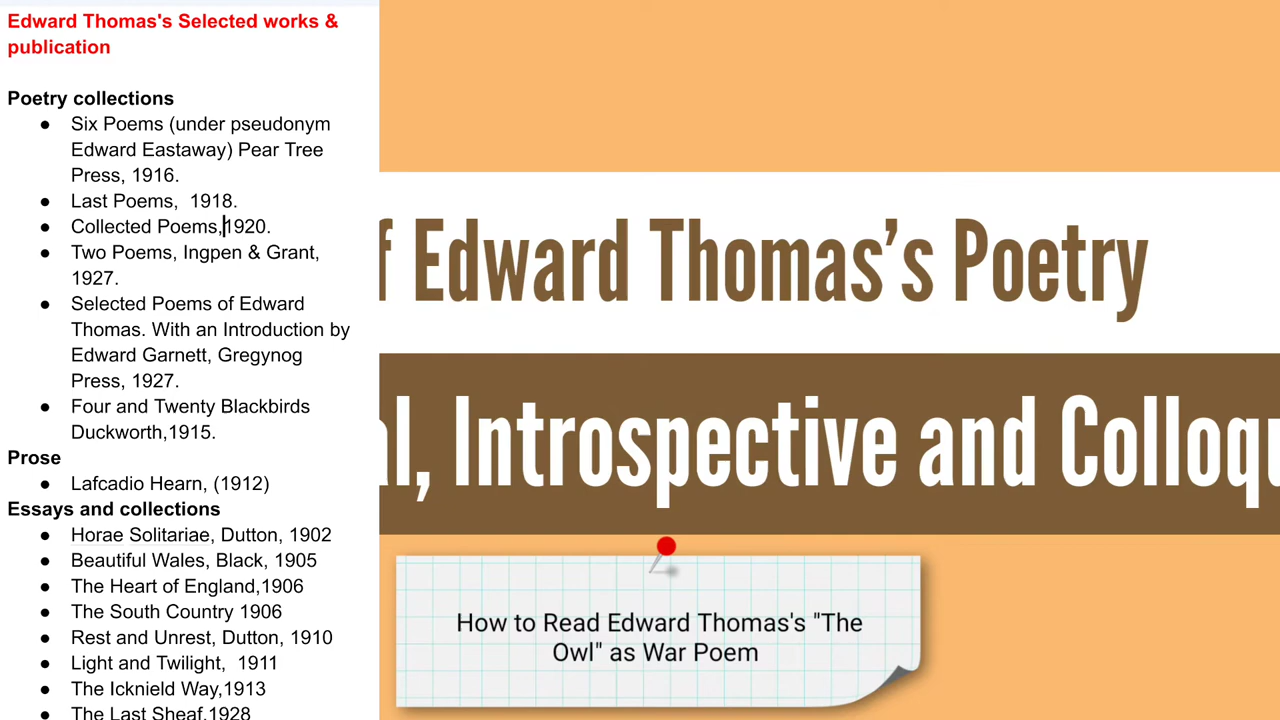 Edward Thomas's Selected works &
publication
Poetry collections
● Six Poems (under pseudonym
Edward Eastaway) Pear Tree
Press, 1916.
● Last Poems,  1918.
● Collected Poems,1920.
● Two Poems, Ingpen & Grant,
1927.
● Selected Poems of Edward
Thomas. With an Introduction by
Edward Garnett, Gregynog
Press, 1927.
● Four and Twenty Blackbirds
Duckworth,1915.
Prose
● Lafcadio Hearn, (1912)
Essays and collections
● Horae Solitariae, Dutton, 1902
● Beautiful Wales, Black, 1905
● The Heart of England,1906
● The South Country 1906
● Rest and Unrest, Dutton, 1910
● Light and Twilight,  1911
● The Icknield Way,1913
● The Last Sheaf,1928
f Edward Thomas’s Poetry
l, Introspective and Colloqu
How to Read Edward Thomas's "The
Owl" as War Poem